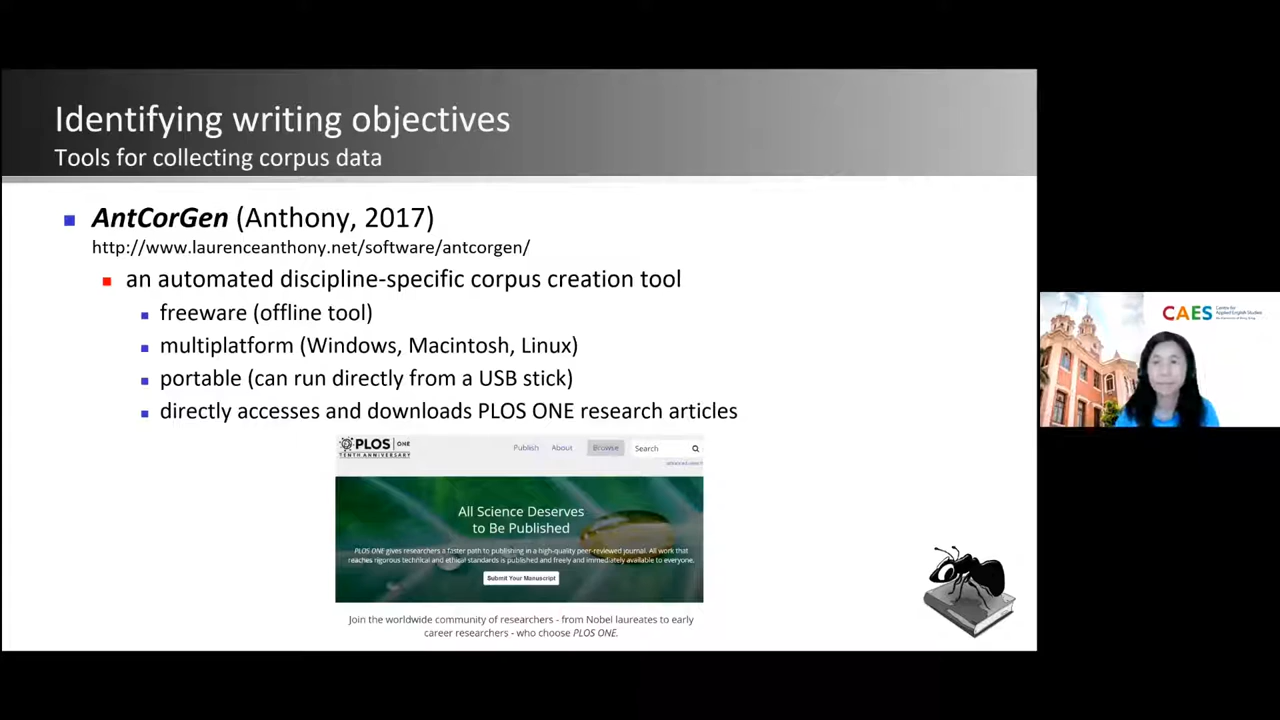 Identifying writing objectives
Tools for collecting corpus data
AntCorGen (Anthony, 2017)
http://www.laurenceanthony.net/software/antcorgen/
an automated discipline-specific corpus creation tool
freeware (offline tool)
multiplatform (Windows, Macintosh, Linux)
portable (can run directly from a USB stick)
directly accesses and downloads PLOS ONE research articles
PLOS ONE
TENTH ANNIVERSARY
Publish About Browse Search
advanced search
All Science Deserves
to Be Published
PLOS ONE gives researchers a faster path to publishing in a high-quality peer-reviewed journal. All work that
reaches rigorous technical and ethical standards is published and freely and immediately available to everyone.
Submit Your Manuscript
Join the worldwide community of researchers - from Nobel laureates to early
career researchers - who choose PLOS ONE.
CAES
Centre for
Applied English Studies